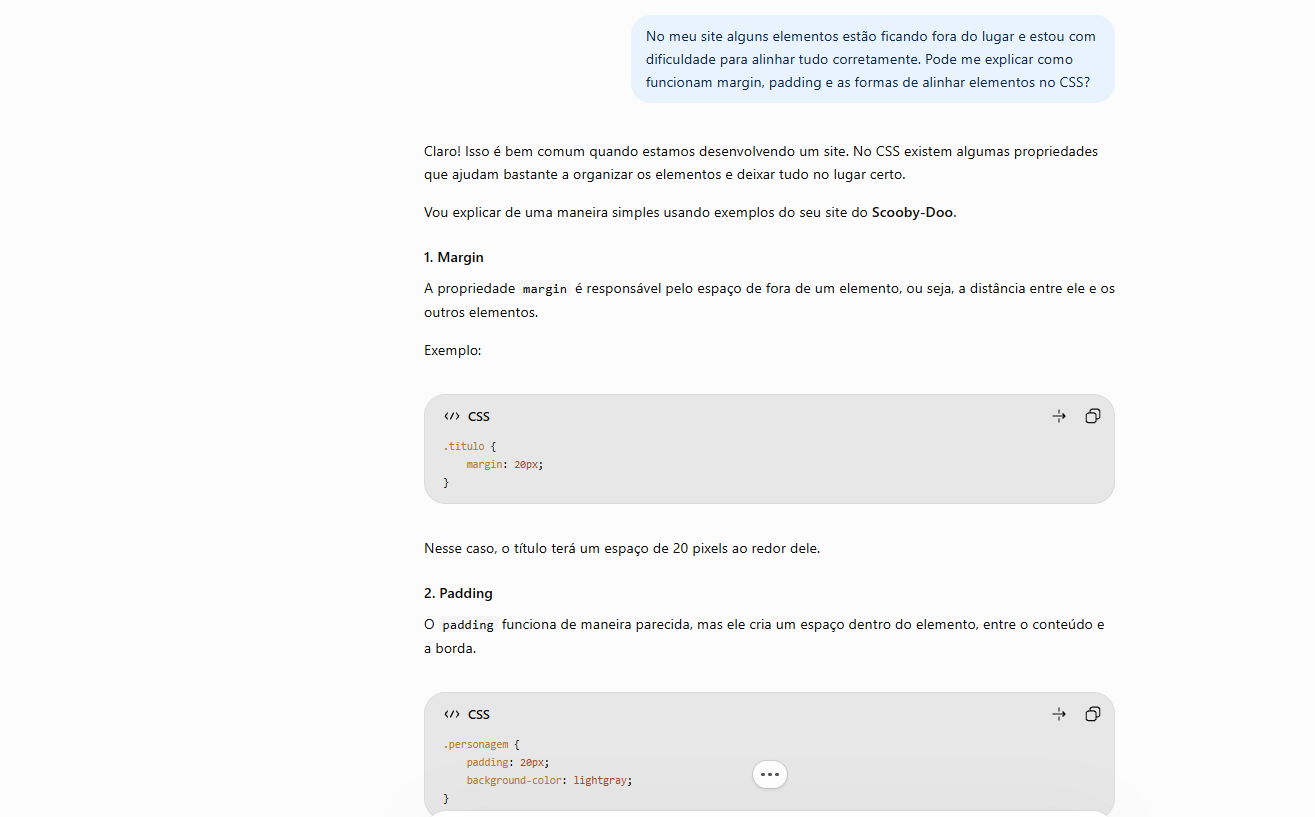 No meu site alguns elementos estão ficando fora do lugar e estou com
dificuldade para alinhar tudo corretamente. Pode me explicar como
funcionam margin, padding e as formas de alinhar elementos no CSS?
Claro! Isso é bem comum quando estamos desenvolvendo um site. No CSS existem algumas propriedades
que ajudam bastante a organizar os elementos e deixar tudo no lugar certo.
Vou explicar de uma maneira simples usando exemplos do seu site do Scooby-Doo.
1. Margin
A propriedade margin é responsável pelo espaço de fora de um elemento, ou seja, a distância entre ele e os
outros elementos.
Exemplo:
</> CSS
.titulo {
    margin: 20px;
}
Nesse caso, o título terá um espaço de 20 pixels ao redor dele.
2. Padding
O padding funciona de maneira parecida, mas ele cria um espaço dentro do elemento, entre o conteúdo e
a borda.
</> CSS
.personagem {
    padding: 20px;
    background-color: lightgray;
}